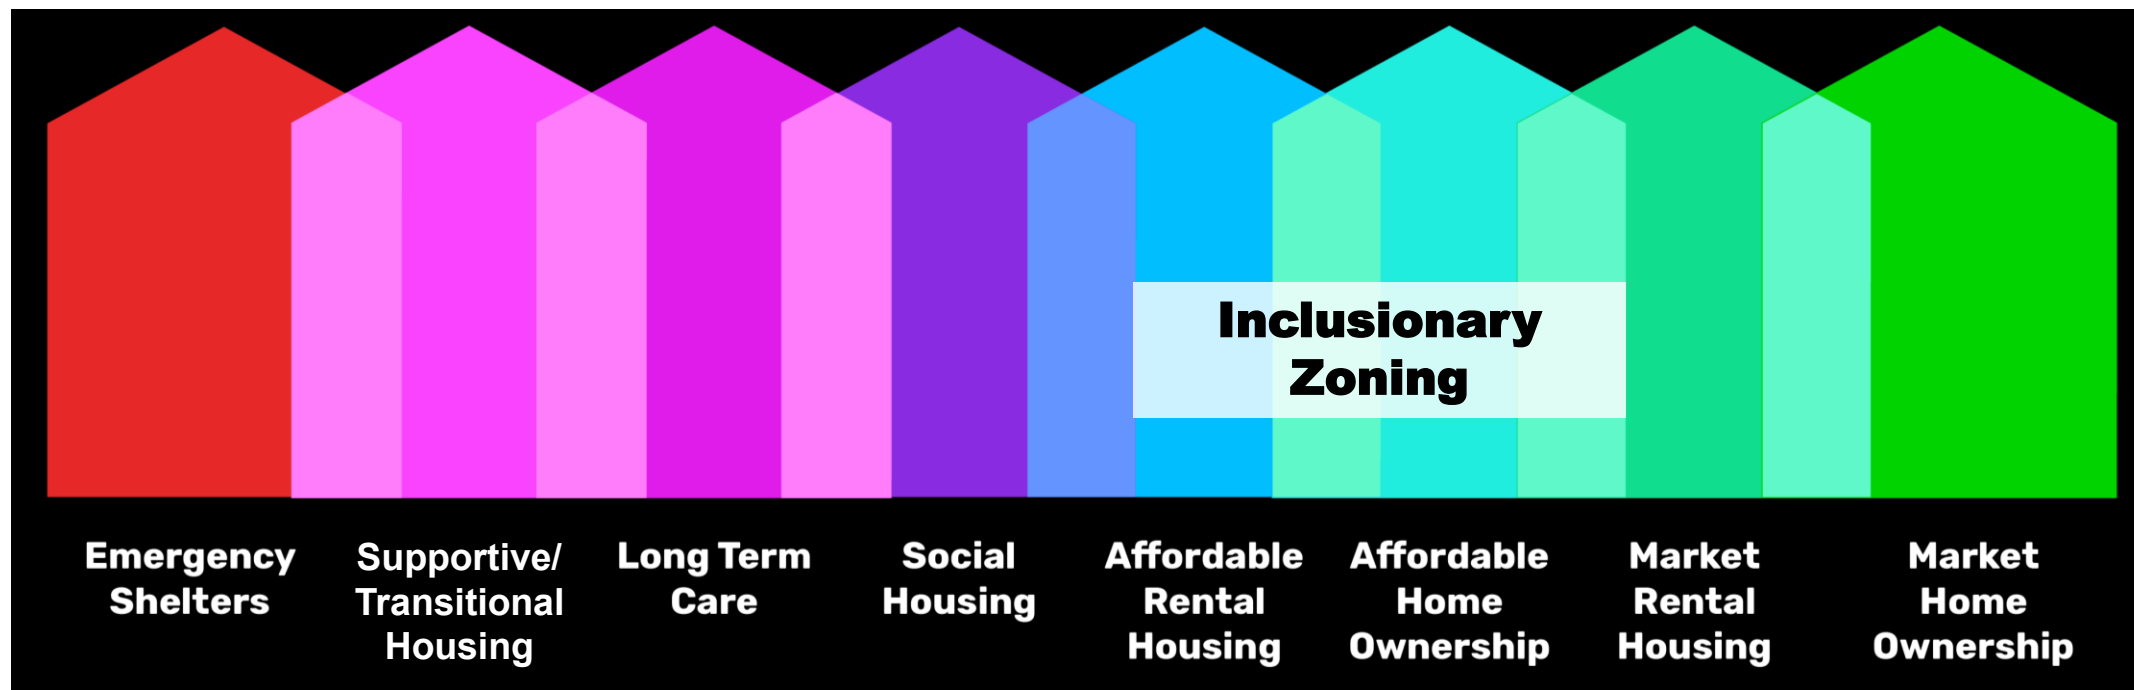 Inclusionary
Zoning
Emergency
Shelters
Supportive/
Transitional
Housing
Long Term
Care
Social
Housing
Affordable
Rental
Housing
Affordable
Home
Ownership
Market
Rental
Housing
Market
Home
Ownership